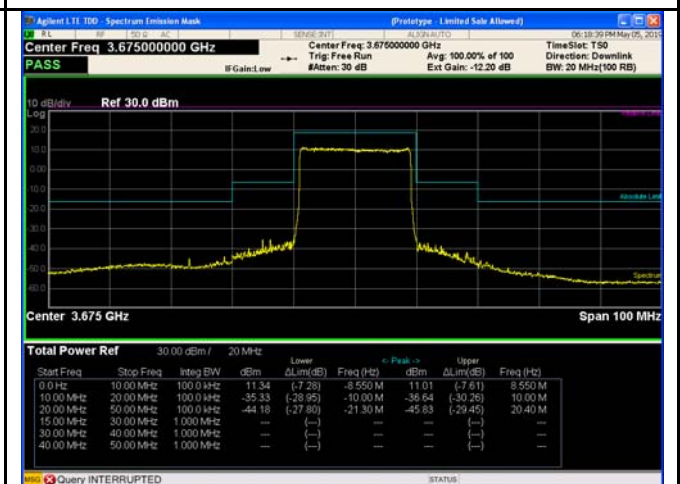 Agilent LTE TDD - Spectrum Emission Mask (Prototype - Limited Sale Allowed)
RL RF 50 Ω AC SENSE:INT ALIGN AUTO 06:18:39 PM May 05, 2019
Center Freq 3.675000000 GHz Center Freq: 3.675000000 GHz TimeSlot: TS0
PASS Trig: Free Run Avg: 100.00% of 100 Direction: Downlink
IFGain:Low #Atten: 30 dB Ext Gain: -12.20 dB BW: 20 MHz(100 RB)
10 dB/div Ref 30.0 dBm
Log
20.0
10.0
0.00
-10.0
-20.0
-30.0
-40.0
-50.0
-60.0
Absolute Limit
Spectrum
Center 3.675 GHz Span 100 MHz
Total Power Ref 30.00 dBm / 20 MHz
Lower <- Peak -> Upper
Start Freq Stop Freq Integ BW dBm ΔLim(dB) Freq (Hz) dBm ΔLim(dB) Freq (Hz)
0.0 Hz 10.00 MHz 100.0 kHz 11.34 (-7.28) -8.550 M 11.01 (-7.61) 8.550 M
10.00 MHz 20.00 MHz 100.0 kHz -35.33 (-28.95) -10.00 M -36.64 (-30.26) 10.00 M
20.00 MHz 50.00 MHz 100.0 kHz -44.18 (-27.80) -21.30 M -45.83 (-29.45) 20.40 M
15.00 MHz 30.00 MHz 1.000 MHz --- (---) --- --- (---) ---
30.00 MHz 40.00 MHz 1.000 MHz --- (---) --- --- (---) ---
40.00 MHz 50.00 MHz 1.000 MHz --- (---) --- --- (---) ---
MSG Query INTERRUPTED STATUS